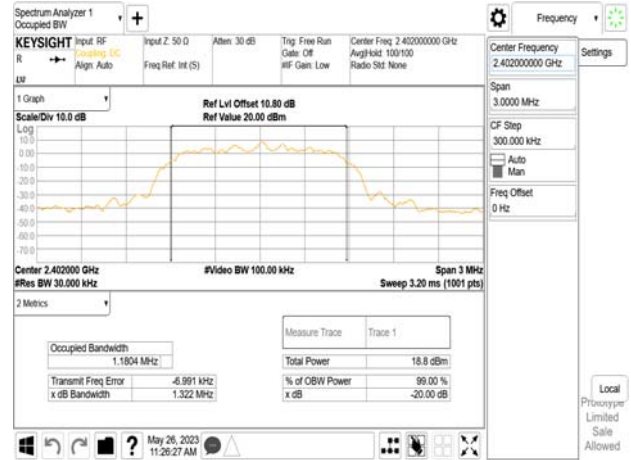 Spectrum Analyzer 1
Occupied BW
Frequency
KEYSIGHT
Input: RF
Coupling: DC
Align: Auto
Input Z: 50 Ω
Freq Ref: Int (S)
Atten: 30 dB
Trig: Free Run
Gate: Off
#IF Gain: Low
Center Freq: 2.402000000 GHz
Avg|Hold: 100/100
Radio Std: None
R
LVI
1 Graph
Scale/Div 10.0 dB
Ref Lvl Offset 10.80 dB
Ref Value 20.00 dBm
Log
10.0
0.00
-10.0
-20.0
-30.0
-40.0
-50.0
-60.0
-70.0
Center 2.402000 GHz
#Res BW 30.000 kHz
#Video BW 100.00 kHz
Span 3 MHz
Sweep 3.20 ms (1001 pts)
2 Metrics
Measure Trace
Trace 1
Occupied Bandwidth
1.1804 MHz
Total Power
18.8 dBm
Transmit Freq Error
-6.991 kHz
% of OBW Power
99.00 %
x dB Bandwidth
1.322 MHz
x dB
-20.00 dB
Center Frequency
2.402000000 GHz
Settings
Span
3.0000 MHz
CF Step
300.000 kHz
Auto
Man
Freq Offset
0 Hz
Local
Prototype
Limited
Sale
Allowed
?
May 26, 2023
11:26:27 AM